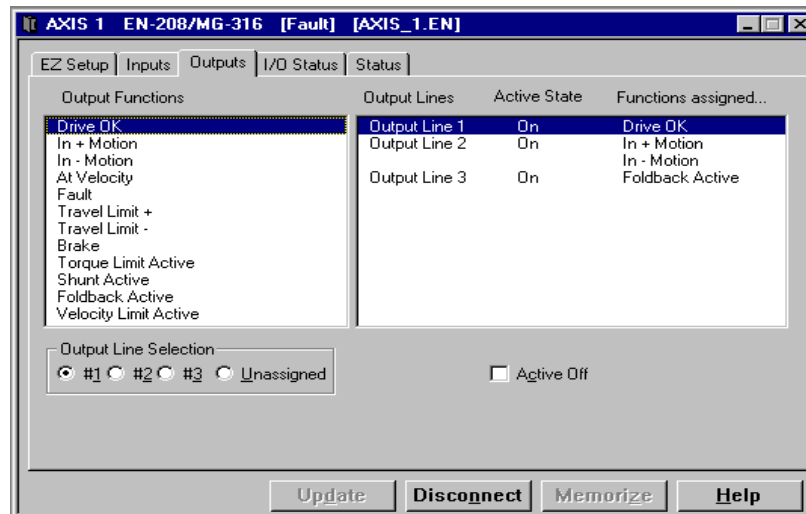 AXIS 1 EN-208/MG-316 [Fault] [AXIS_1.EN]
EZ Setup Inputs Outputs I/O Status Status
Output Functions
Drive OK
In + Motion
In - Motion
At Velocity
Fault
Travel Limit +
Travel Limit -
Brake
Torque Limit Active
Shunt Active
Foldback Active
Velocity Limit Active
Output Lines Active State Functions assigned...
Output Line 1 On Drive OK
Output Line 2 On In + Motion
In - Motion
Output Line 3 On Foldback Active
Output Line Selection
#1 #2 #3 Unassigned
Active Off
Update Disconnect Memorize Help